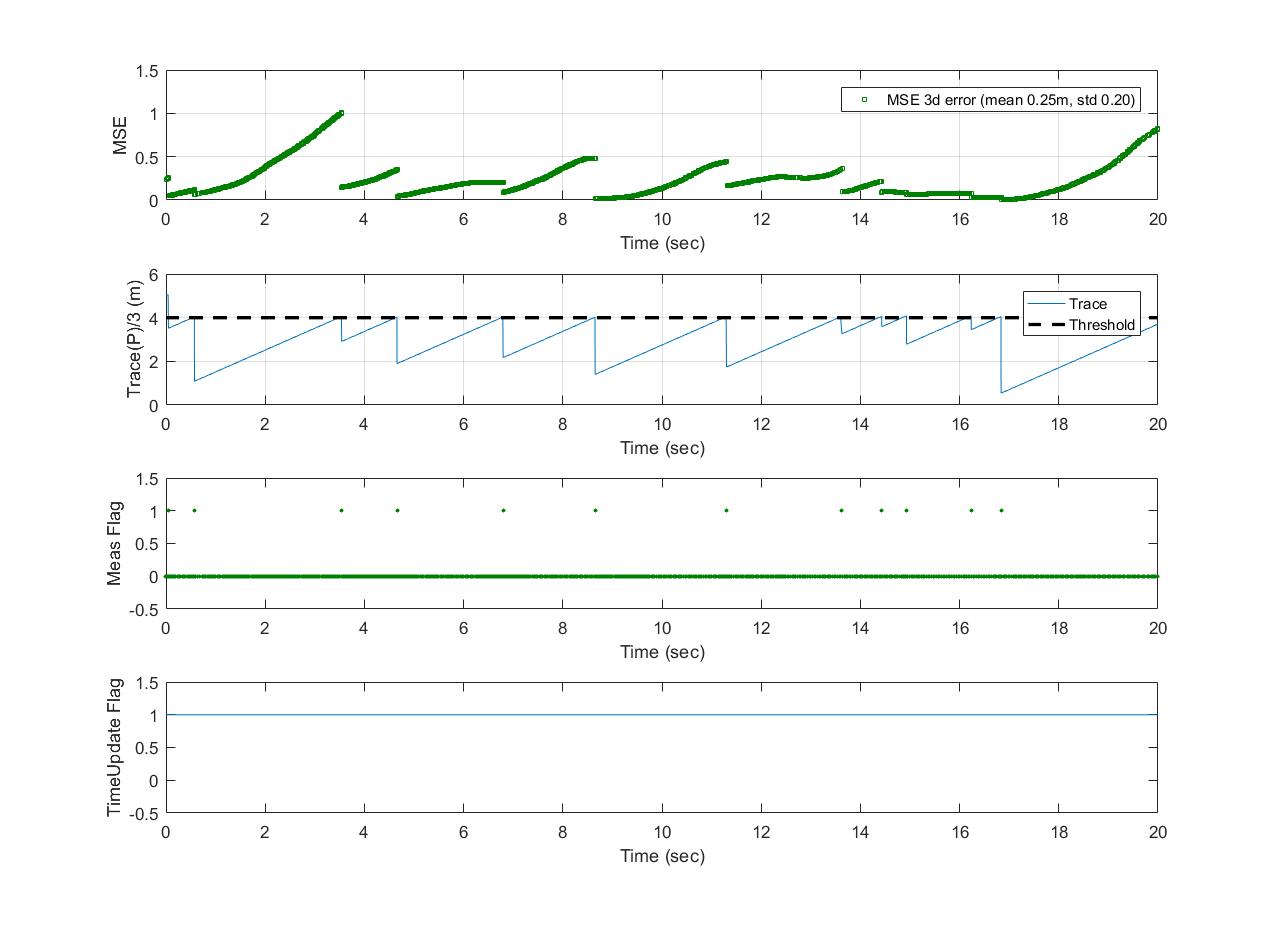 1.5
1
0.5
0
MSE
MSE 3d error (mean 0.25m, std 0.20)
0 2 4 6 8 10 12 14 16 18 20
Time (sec)
6
4
2
0
Trace(P)/3 (m)
Trace
Threshold
0 2 4 6 8 10 12 14 16 18 20
Time (sec)
1.5
1
0.5
0
-0.5
Meas Flag
0 2 4 6 8 10 12 14 16 18 20
Time (sec)
1.5
1
0.5
0
-0.5
TimeUpdate Flag
0 2 4 6 8 10 12 14 16 18 20
Time (sec)